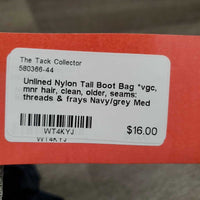 The Tack Collector
580366-44
Unlined Nylon Tall Boot Bag *vgc,
mnr hair, clean, older, seams:
threads & frays Navy/grey Med
WT4KYJ
$16.00
WT4KYJ